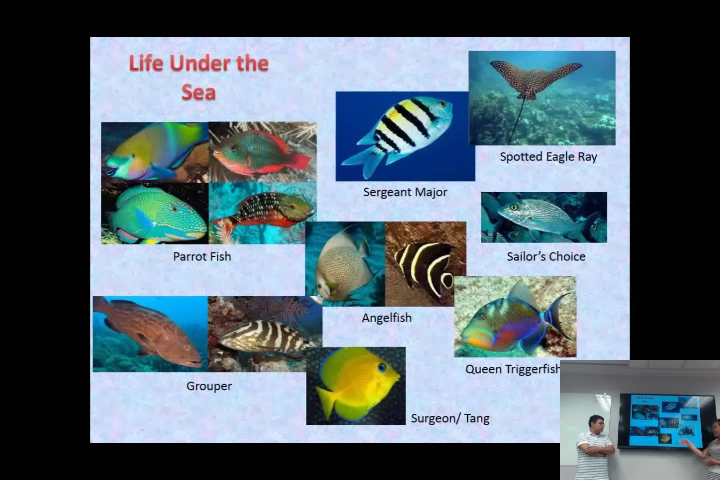 Life Under the
Sea
Spotted Eagle Ray
Sergeant Major
Parrot Fish
Sailor's Choice
Angelfish
Queen Triggerfish
Grouper
Surgeon/ Tang